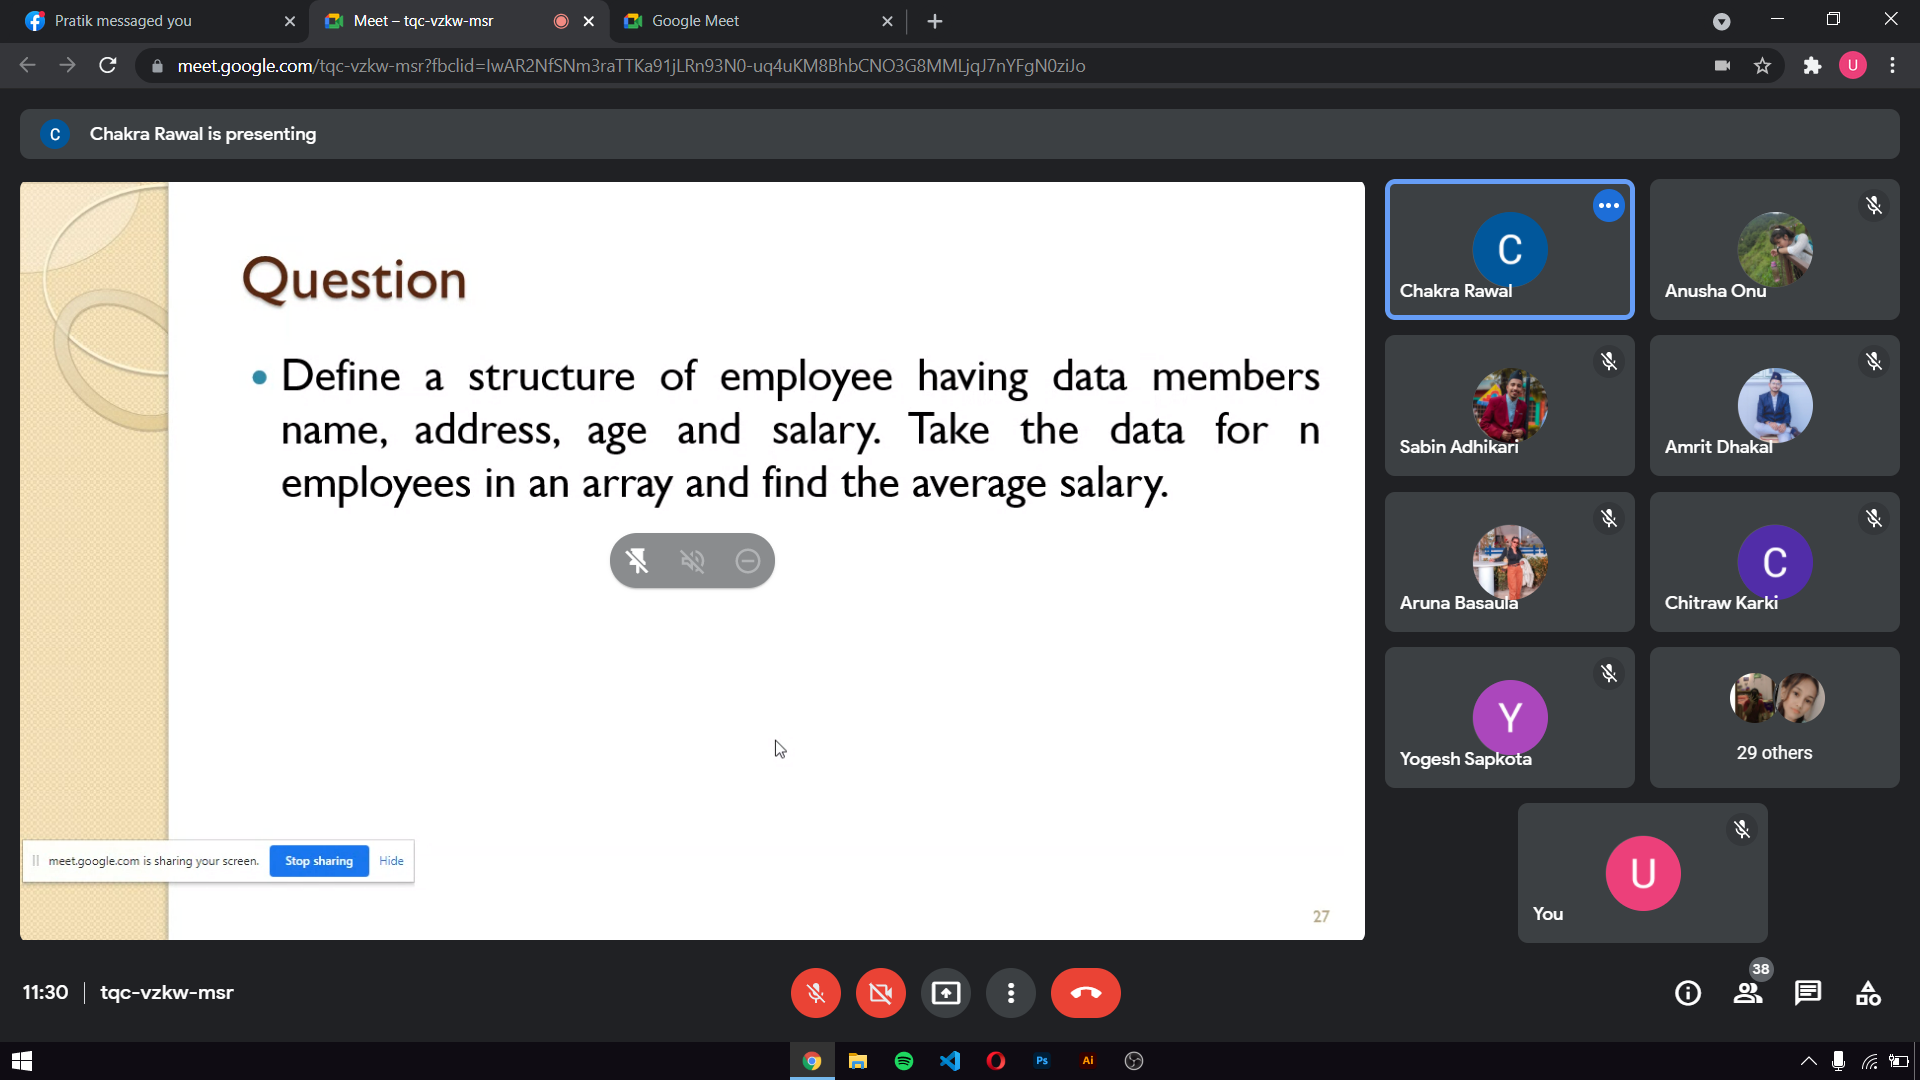 Pratik messaged you
Meet – tqc-vzkw-msr
Google Meet
meet.google.com/tqc-vzkw-msr?fbclid=IwAR2NfSNm3raTTKa91jLRn93N0-uq4uKM8BhbCNO3G8MMLjqJ7nYFgN0ziJo
U
C
Chakra Rawal is presenting
Question
• Define a structure of employee having data members
name, address, age and salary. Take the data for n
employees in an array and find the average salary.
meet.google.com is sharing your screen.
Stop sharing
Hide
27
C
Chakra Rawal
Anusha Onu
Sabin Adhikari
Amrit Dhakal
Aruna Basaula
C
Chitraw Karki
Y
Yogesh Sapkota
29 others
U
You
11:30
tqc-vzkw-msr
38
Ps
Ai